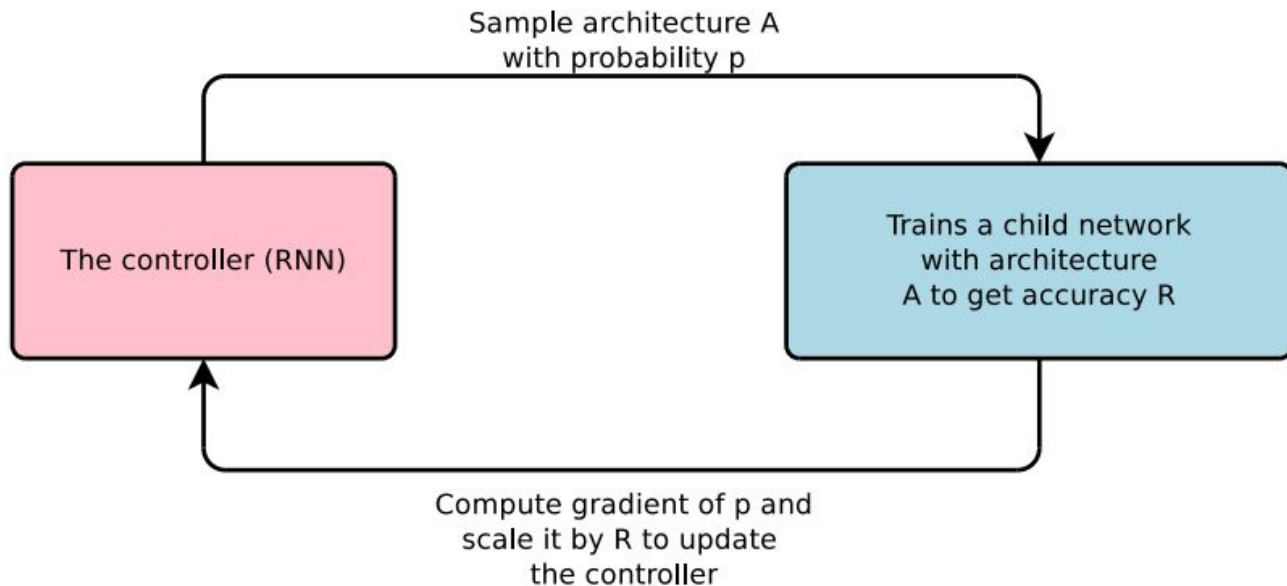 Sample architecture A
with probability p
The controller (RNN)
Trains a child network
with architecture
A to get accuracy R
Compute gradient of p and
scale it by R to update
the controller